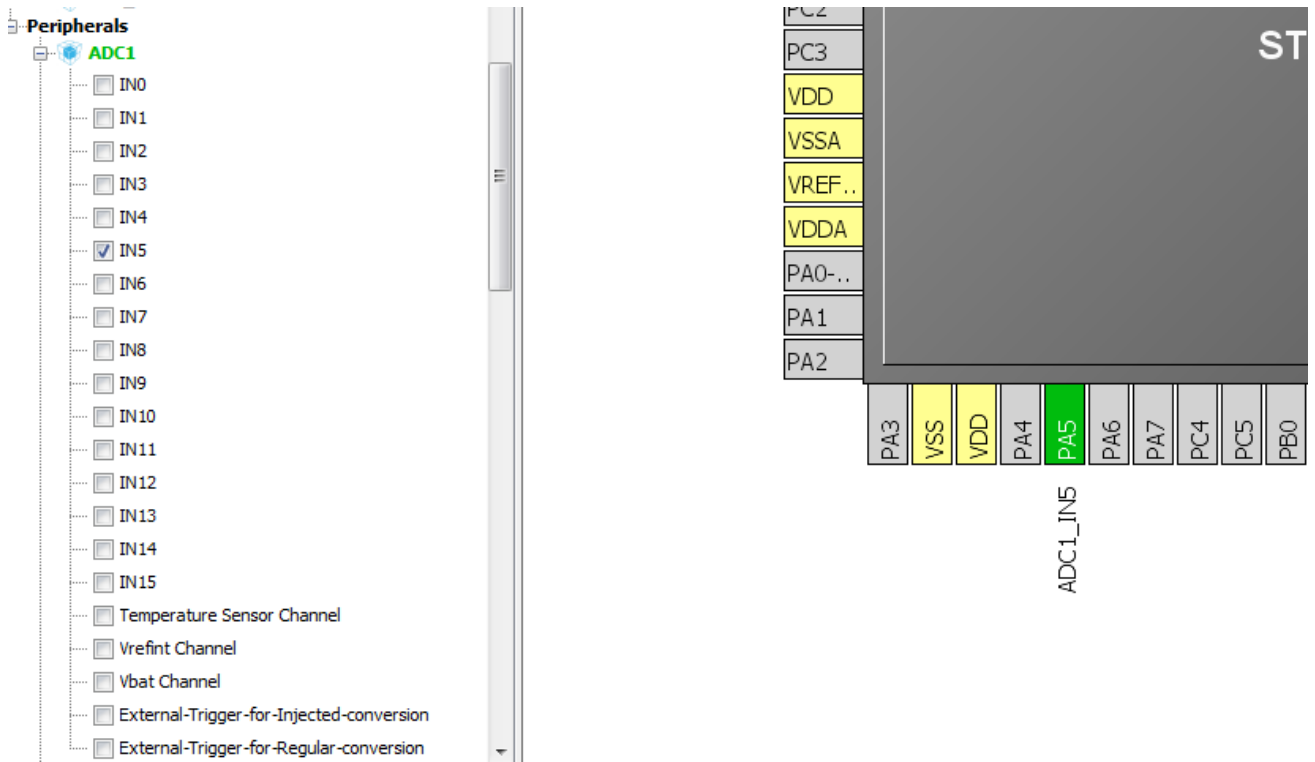 Peripherals
ADC1
IN0
IN1
IN2
IN3
IN4
IN5
IN6
IN7
IN8
IN9
IN10
IN11
IN12
IN13
IN14
IN15
Temperature Sensor Channel
Vrefint Channel
Vbat Channel
External-Trigger-for-Injected-conversion
External-Trigger-for-Regular-conversion
PC2
PC3
VDD
VSSA
VREF..
VDDA
PA0-..
PA1
PA2
ST
PA3
VSS
VDD
PA4
PA5
PA6
PA7
PC4
PC5
PB0
ADC1_IN5